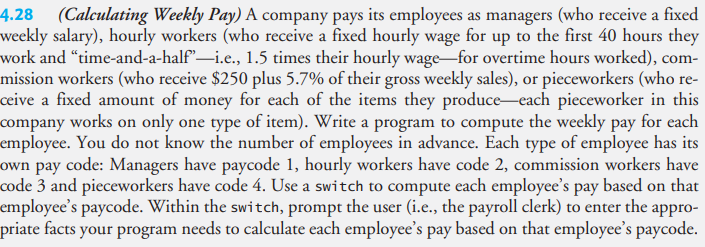 4.28 (Calculating Weekly Pay) A company pays its employees as managers (who receive a fixed
weekly salary), hourly workers (who receive a fixed hourly wage for up to the first 40 hours they
work and “time-and-a-half”—i.e., 1.5 times their hourly wage—for overtime hours worked), com-
mission workers (who receive $250 plus 5.7% of their gross weekly sales), or pieceworkers (who re-
ceive a fixed amount of money for each of the items they produce—each pieceworker in this
company works on only one type of item). Write a program to compute the weekly pay for each
employee. You do not know the number of employees in advance. Each type of employee has its
own pay code: Managers have paycode 1, hourly workers have code 2, commission workers have
code 3 and pieceworkers have code 4. Use a switch to compute each employee’s pay based on that
employee’s paycode. Within the switch, prompt the user (i.e., the payroll clerk) to enter the appro-
priate facts your program needs to calculate each employee’s pay based on that employee’s paycode.